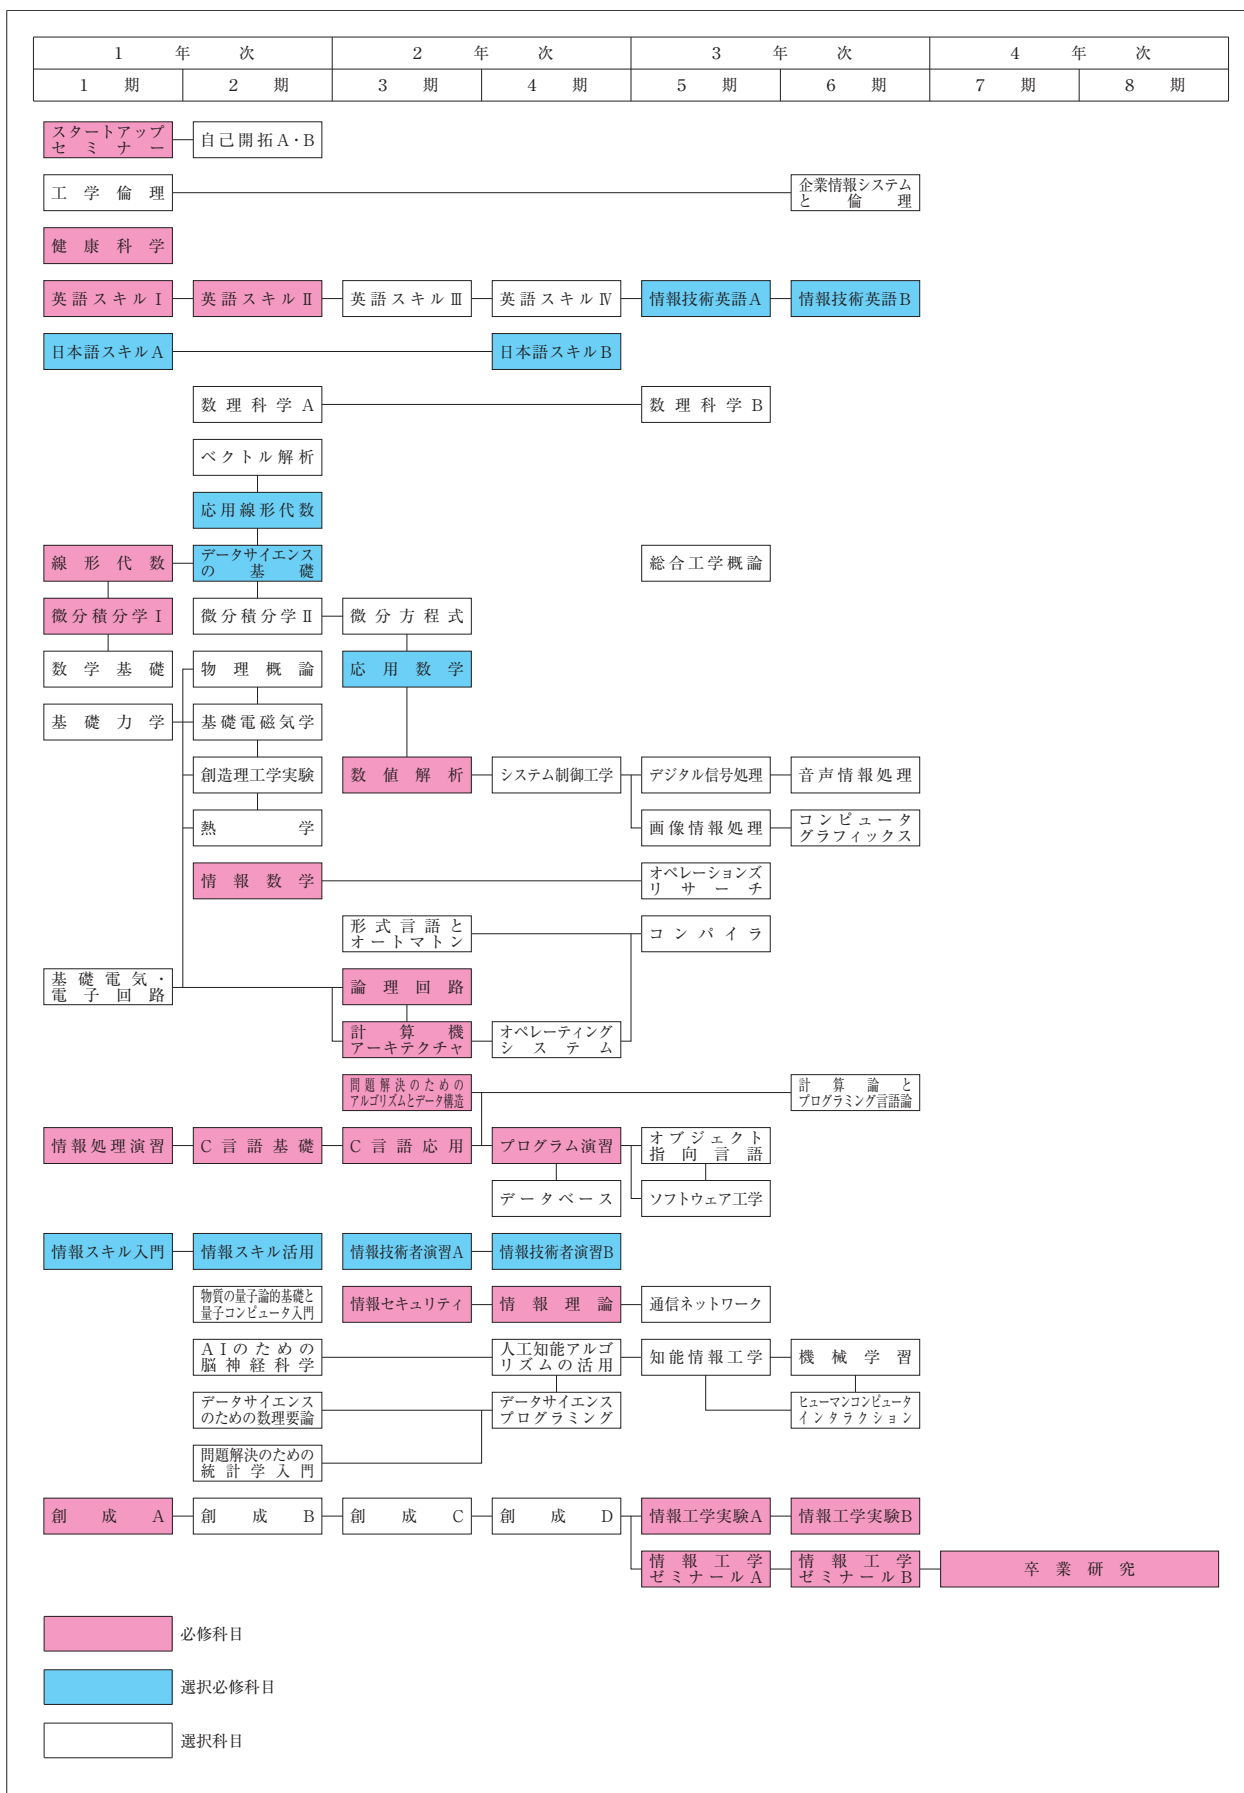 1年次 2年次 3年次 4年次
1期 2期 3期 4期 5期 6期 7期 8期
スタートアップ
セミナー
自己開拓A・B
工学倫理
企業情報システム
と倫理
健康科学
英語スキルⅠ
英語スキルⅡ
英語スキルⅢ
英語スキルⅣ
情報技術英語A
情報技術英語B
日本語スキルA
日本語スキルB
数理科学A
数理科学B
ベクトル解析
応用線形代数
線形代数
データサイエンス
の基礎
総合工学概論
微分積分学Ⅰ
微分積分学Ⅱ
微分方程式
数学基礎
物理概論
応用数学
基礎力学
基礎電磁気学
創造理工学実験
数値解析
システム制御工学
デジタル信号処理
音声情報処理
熱学
画像情報処理
コンピュータ
グラフィックス
情報数学
オペレーションズ
リサーチ
形式言語と
オートマトン
コンパイラ
基礎電気・
電子回路
論理回路
計算機
アーキテクチャ
オペレーティング
システム
問題解決のための
アルゴリズムとデータ構造
計算論と
プログラミング言語論
情報処理演習
C言語基礎
C言語応用
プログラム演習
オブジェクト
指向言語
データベース
ソフトウェア工学
情報スキル入門
情報スキル活用
情報技術者演習A
情報技術者演習B
物質の量子論的基礎と
量子コンピュータ入門
情報セキュリティ
情報理論
通信ネットワーク
AIのための
脳神経科学
人工知能アルゴ
リズムの活用
知能情報工学
機械学習
データサイエンス
のための数理要論
データサイエンス
プログラミング
ヒューマンコンピュータ
インタラクション
問題解決のための
統計学入門
創成A
創成B
創成C
創成D
情報工学実験A
情報工学実験B
情報工学
ゼミナールA
情報工学
ゼミナールB
卒業研究
必修科目
選択必修科目
選択科目